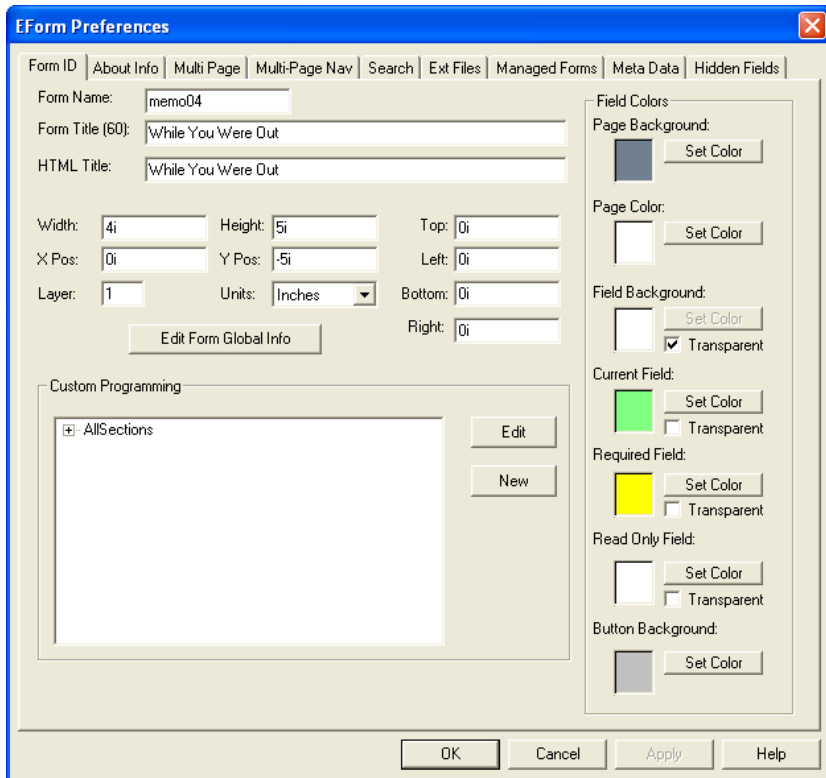 EForm Preferences
Form ID About Info Multi Page Multi-Page Nav Search Ext Files Managed Forms Meta Data Hidden Fields
Form Name: memo04
Form Title (60): While You Were Out
HTML Title: While You Were Out
Width: 4i Height: 5i Top: 0i
X Pos: 0i Y Pos: -5i Left: 0i
Layer: 1 Units: Inches Bottom: 0i
Edit Form Global Info Right: 0i
Custom Programming
AllSections
Edit
New
Field Colors
Page Background:
Set Color
Page Color:
Set Color
Field Background:
Set Color
Transparent
Current Field:
Set Color
Transparent
Required Field:
Set Color
Transparent
Read Only Field:
Set Color
Transparent
Button Background:
Set Color
OK Cancel Apply Help